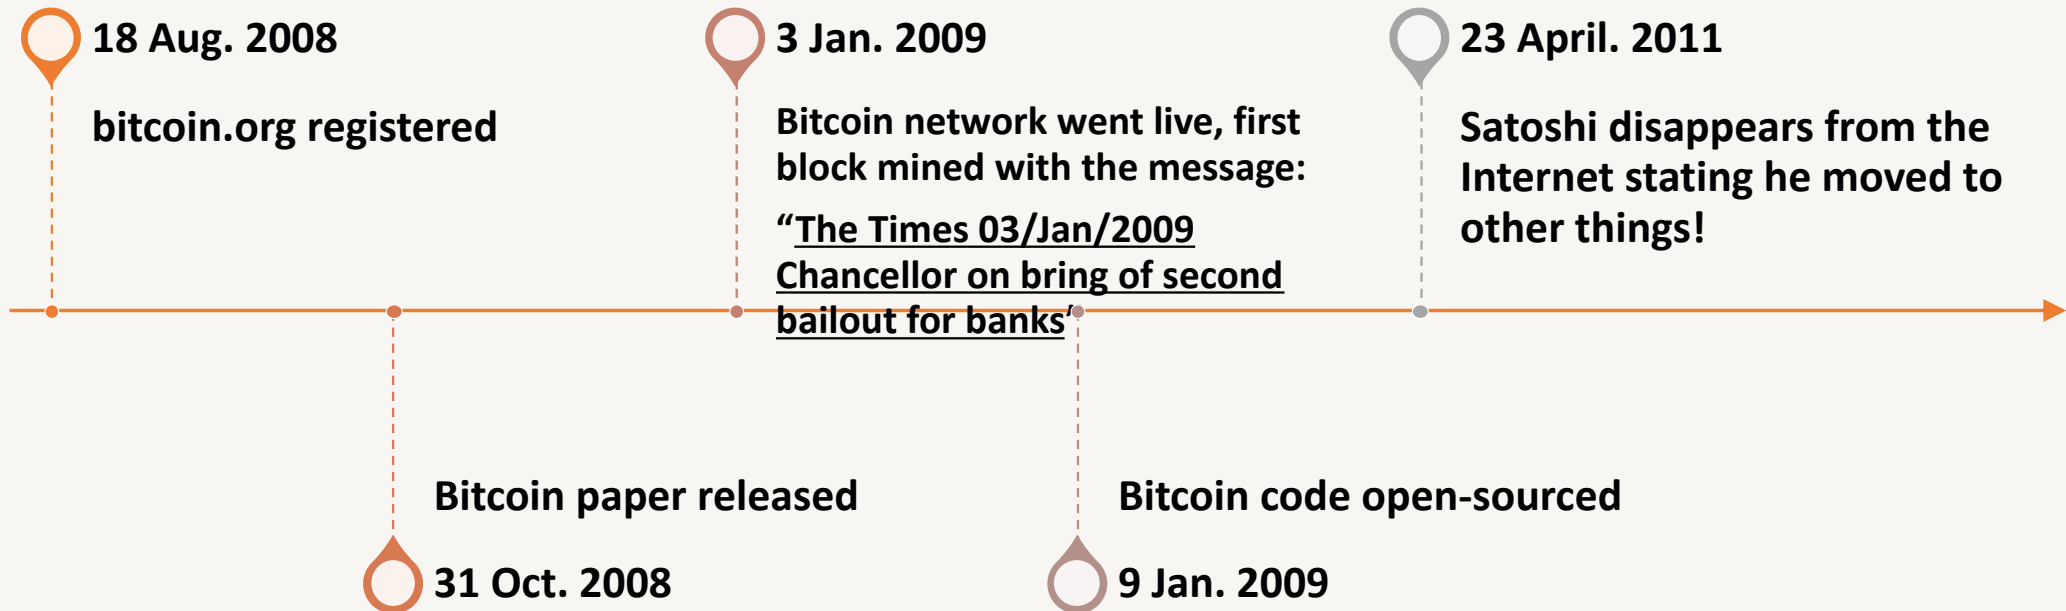 18 Aug. 2008
bitcoin.org registered
Bitcoin paper released
31 Oct. 2008
3 Jan. 2009
Bitcoin network went live, first
block mined with the message:
“The Times 03/Jan/2009
Chancellor on bring of second
bailout for banks”
Bitcoin code open-sourced
9 Jan. 2009
23 April. 2011
Satoshi disappears from the
Internet stating he moved to
other things!